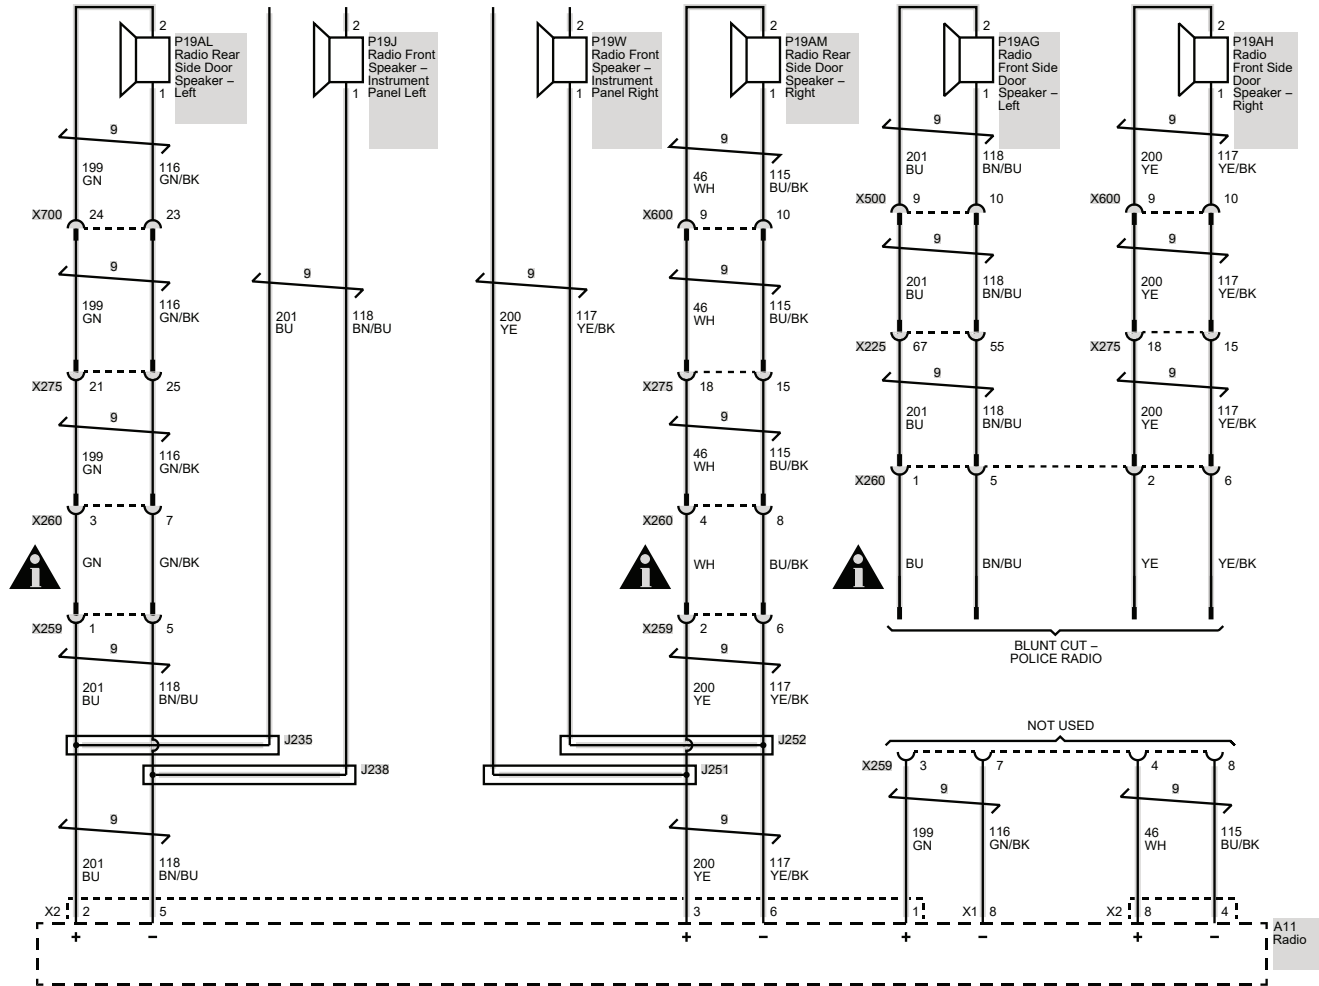 2
P19AL
Radio Rear
Side Door
Speaker –
Left
1
2
P19J
Radio Front
Speaker –
Instrument
Panel Left
1
2
P19W
Radio Front
Speaker –
Instrument
Panel Right
1
2
P19AM
Radio Rear
Side Door
Speaker –
Right
1
2
P19AG
Radio
Front Side
Door
Speaker –
Left
1
2
P19AH
Radio
Front Side
Door
Speaker –
Right
1
9 9 9 9
199 GN 116 GN/BK
46 WH 115 BU/BK
201 BU 118 BN/BU
200 YE 117 YE/BK
X700 24 23
X600 9 10
X500 9 10
X600 9 10
9 9 9 9 9 9
199 GN 116 GN/BK
201 BU 118 BN/BU
200 YE 117 YE/BK
46 WH 115 BU/BK
201 BU 118 BN/BU
200 YE 117 YE/BK
X275 21 25
X275 18 15
X225 67 55
X275 18 15
9 9 9 9
199 GN 116 GN/BK
46 WH 115 BU/BK
201 BU 118 BN/BU
200 YE 117 YE/BK
X260 3 7
X260 4 8
X260 1 5 2 6
i GN GN/BK
i WH BU/BK
i BU BN/BU YE YE/BK
X259 1 5
X259 2 6
BLUNT CUT –
POLICE RADIO
9 9
201 BU 118 BN/BU
200 YE 117 YE/BK
J235
J252
J238
J251
NOT USED
X259 3 7 4 8
9 9 9 9
201 BU 118 BN/BU
200 YE 117 YE/BK
199 GN 116 GN/BK
46 WH 115 BU/BK
X2 2 5 3 6 1 X1 8 X2 8 4
+ – + – + – + –
A11
Radio